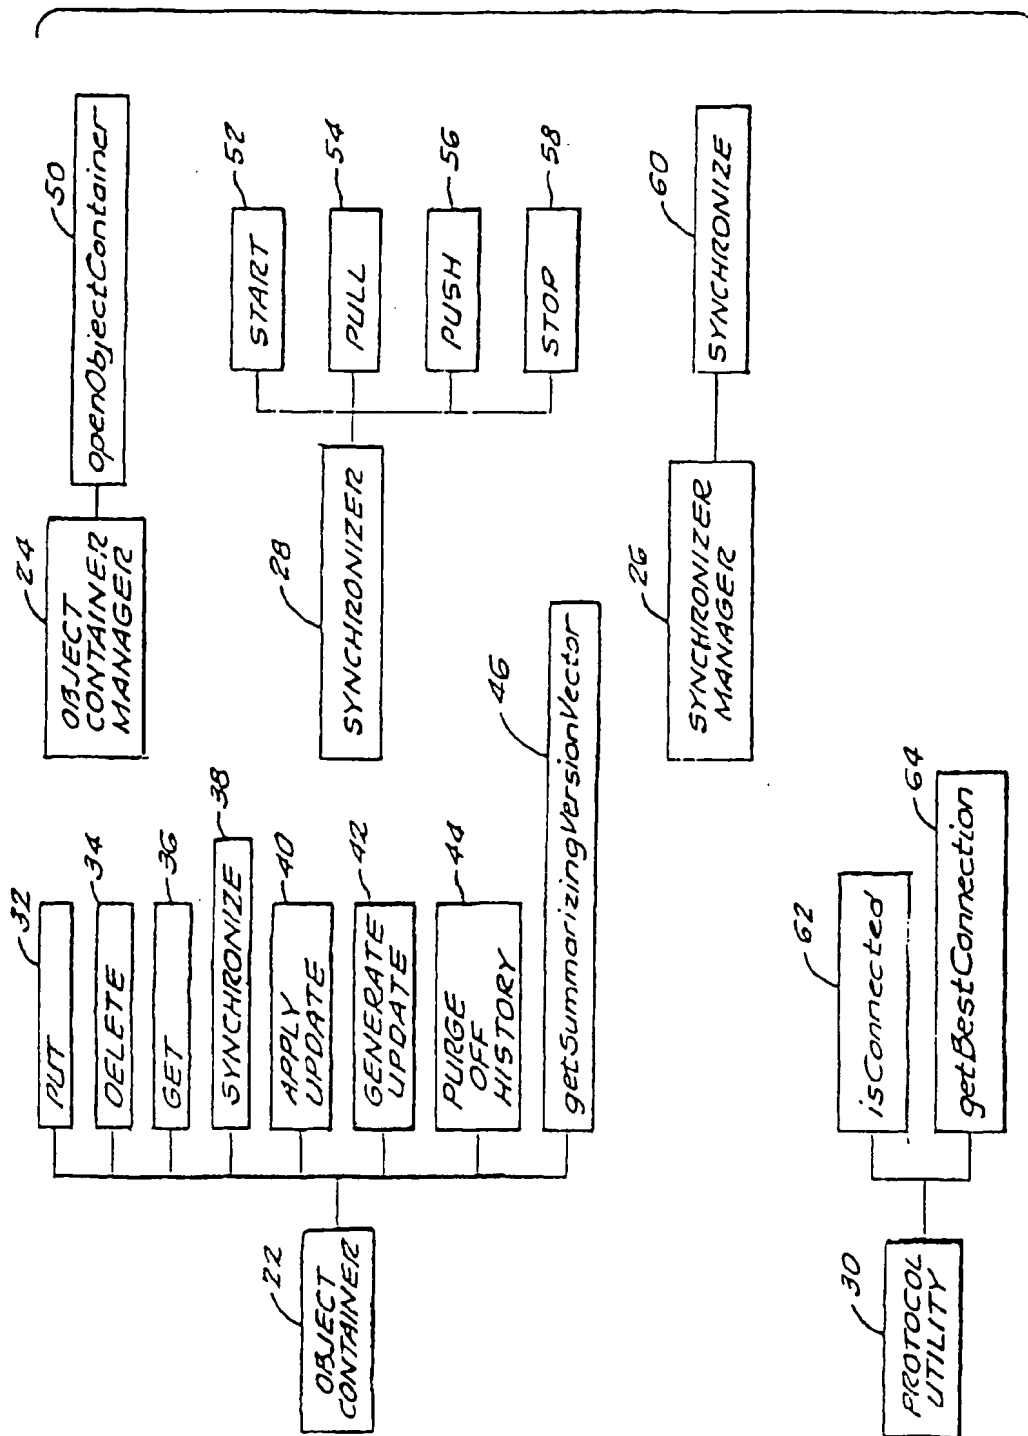 22
OBJECT
CONTAINER
32
PUT
34
DELETE
36
GET
38
SYNCHRONIZE
40
APPLY
UPDATE
42
GENERATE
UPDATE
44
PURGE
OFF
HISTORY
46
getSummarizingVersionVector
24
OBJECT
CONTAINER
MANAGER
50
openObjectContainer
28
SYNCHRONIZER
52
START
54
PULL
56
PUSH
58
STOP
26
SYNCHRONIZER
MANAGER
60
SYNCHRONIZE
30
PROTOCOL
UTILITY
62
isConnected
64
getBestConnection